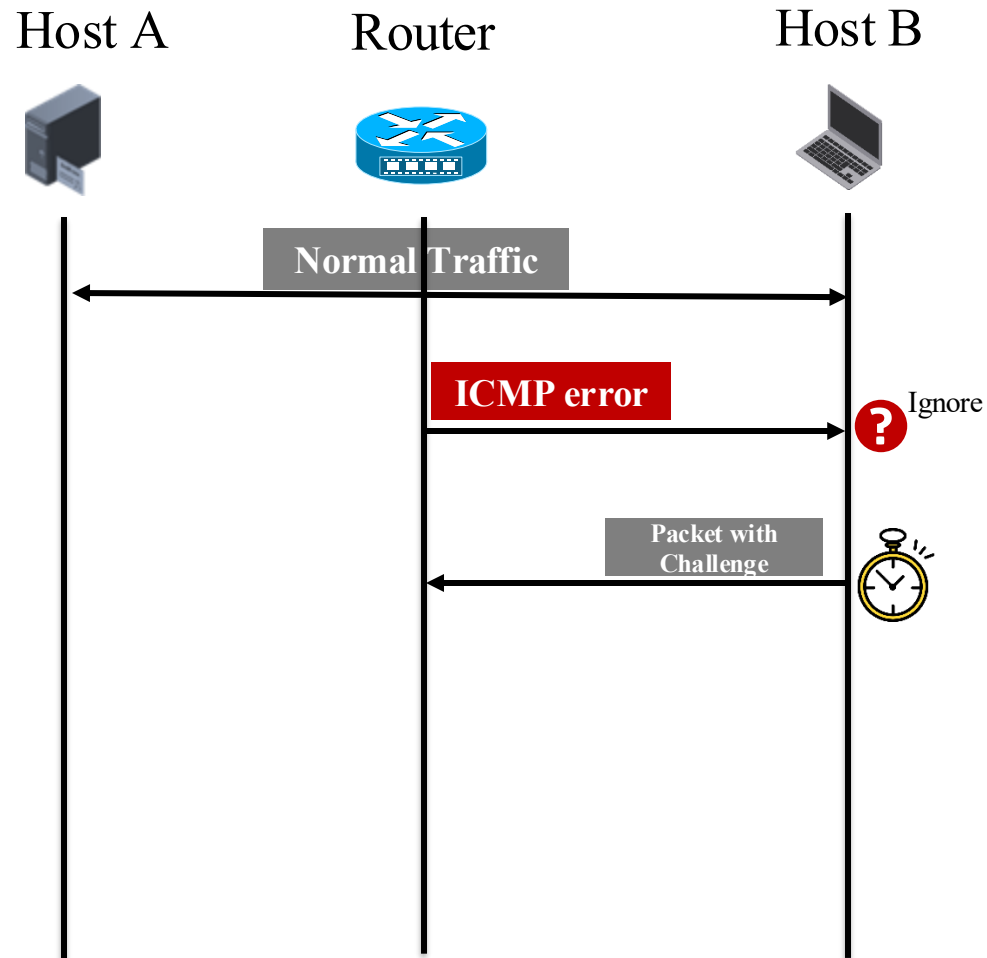 Host A
Router
Host B
Normal Traffic
ICMP error
?
Ignore
Packet with
Challenge